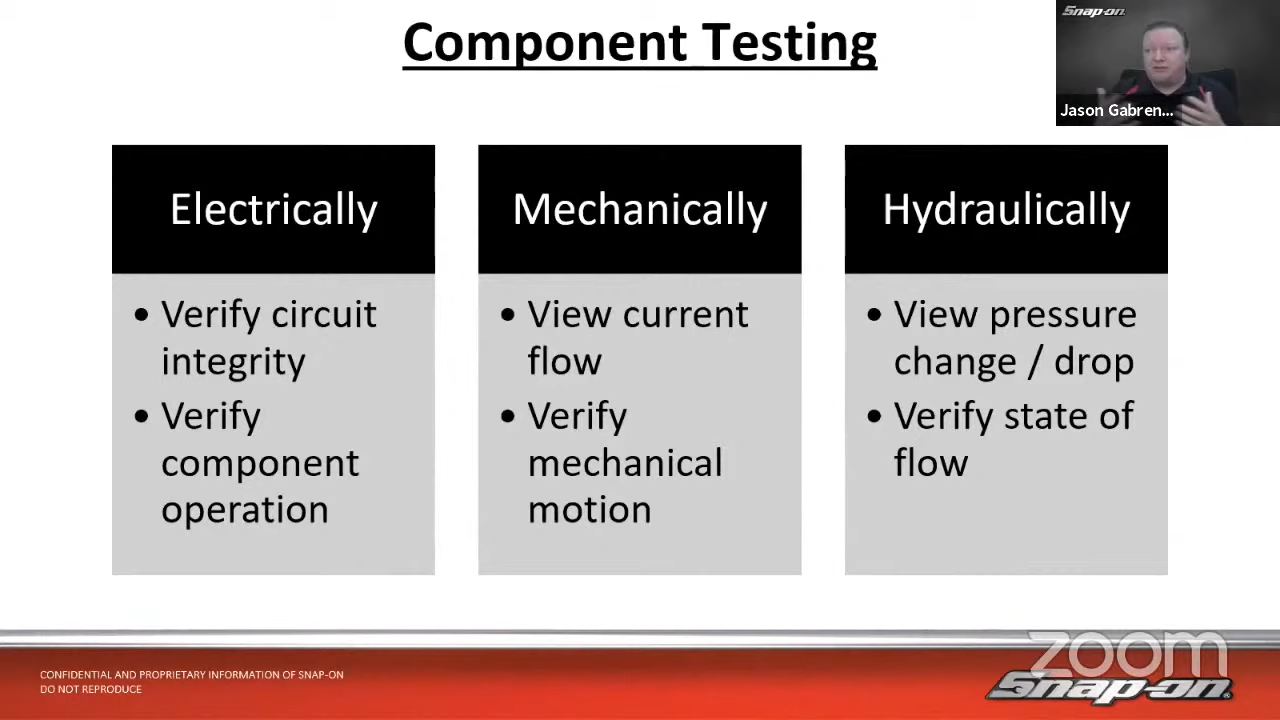 Component Testing
Snap-on
Jason Gabren...
Electrically
• Verify circuit
integrity
• Verify
component
operation
Mechanically
• View current
flow
• Verify
mechanical
motion
Hydraulically
• View pressure
change / drop
• Verify state of
flow
CONFIDENTIAL AND PROPRIETARY INFORMATION OF SNAP-ON
DO NOT REPRODUCE
zoom
Snap-on